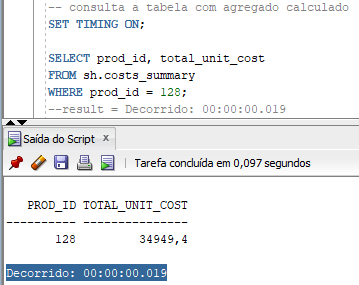 -- consulta a tabela com agregado calculado
SET TIMING ON;
SELECT prod_id, total_unit_cost
FROM sh.costs_summary
WHERE prod_id = 128;
--result = Decorrido: 00:00:00.019
Saída do Script x
Tarefa concluída em 0,097 segundos
PROD_ID TOTAL_UNIT_COST
---------- ---------------
128 34949,4
Decorrido: 00:00:00.019